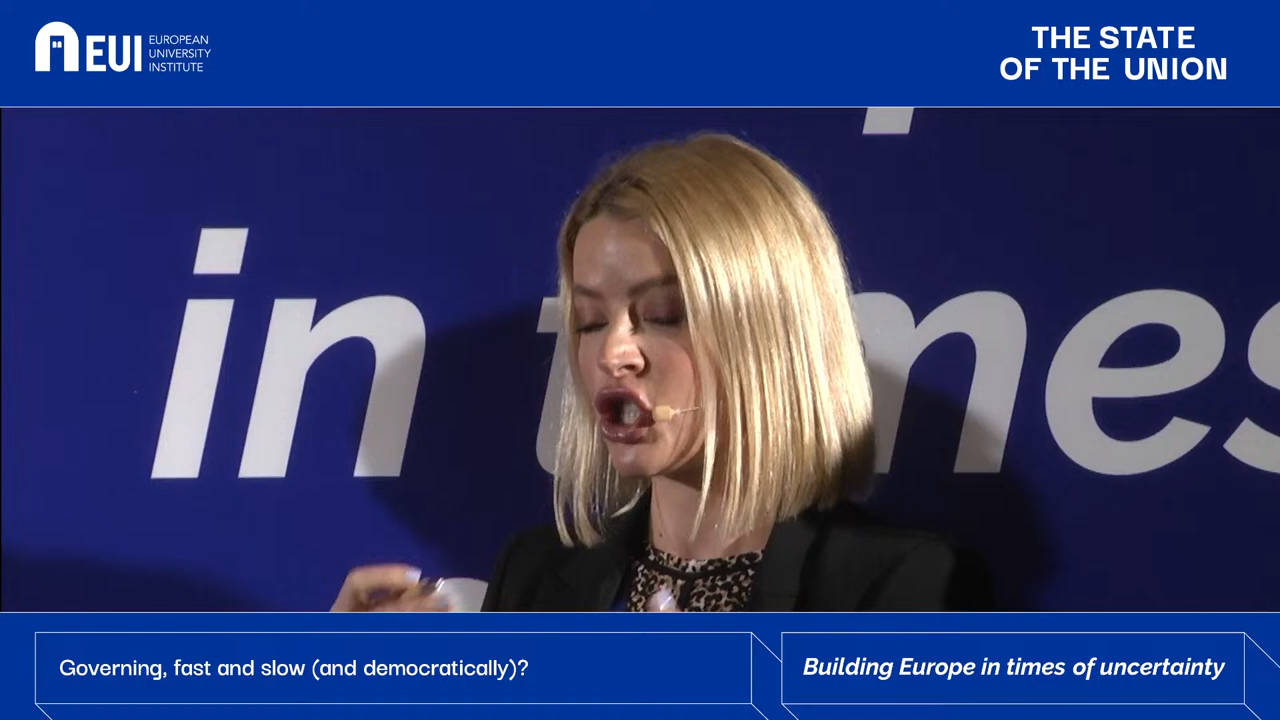 EUI
EUROPEAN
UNIVERSITY
INSTITUTE
THE STATE
OF THE UNION
in times
Governing, fast and slow (and democratically)?
Building Europe in times of uncertainty